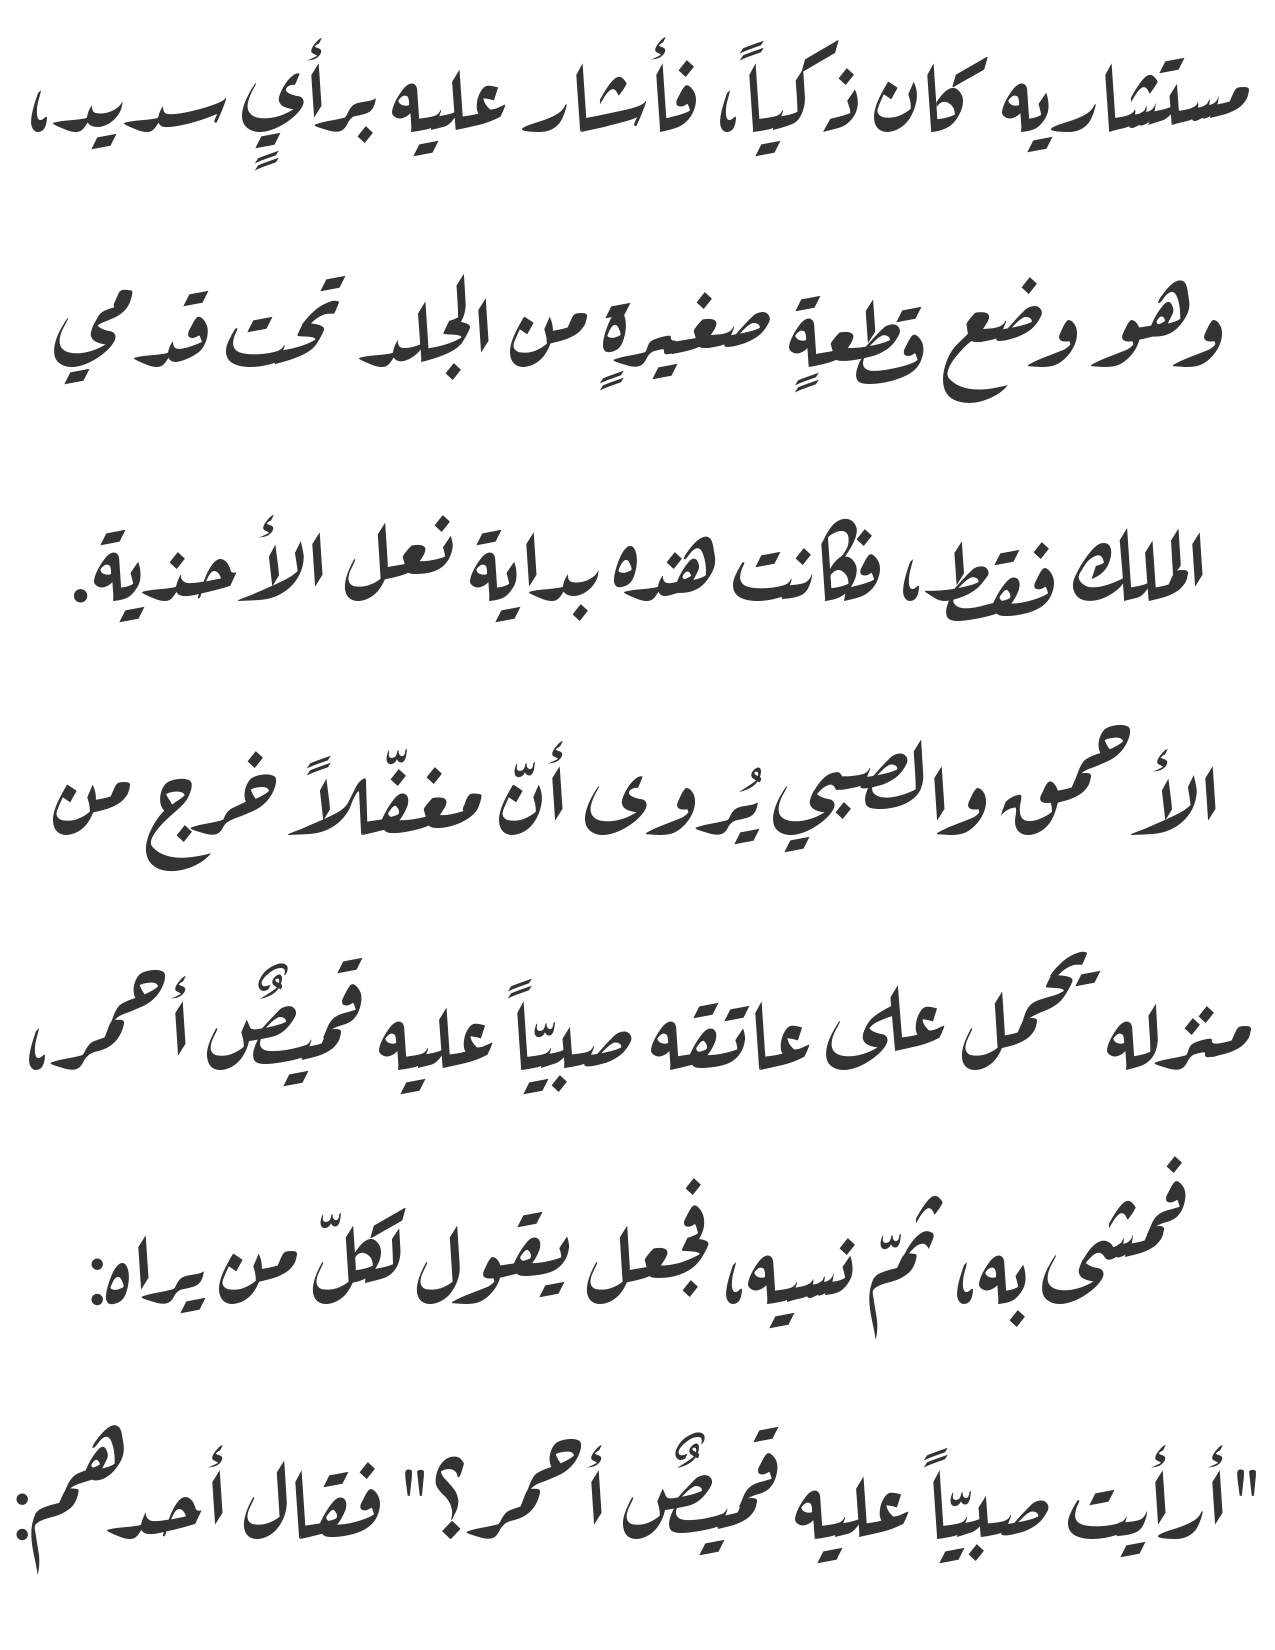 مستشاريه كان ذكياً، فأشار عليه برأيٍ سديد،
وهو وضع قطعةٍ صغيرةٍ من الجلد تحت قدمي
الملك فقط، فكانت هذه بداية نعل الأحذية.
الأحمق والصبي يُروى أنّ مغفّلاً خرج من
منزله يحمل على عاتقه صبيّاً عليه قميصٌ أحمر،
فمشى به، ثمّ نسيه، فجعل يقول لكلّ من يراه:
"أرأيت صبيّاً عليه قميصٌ أحمر؟" فقال أحدهم: